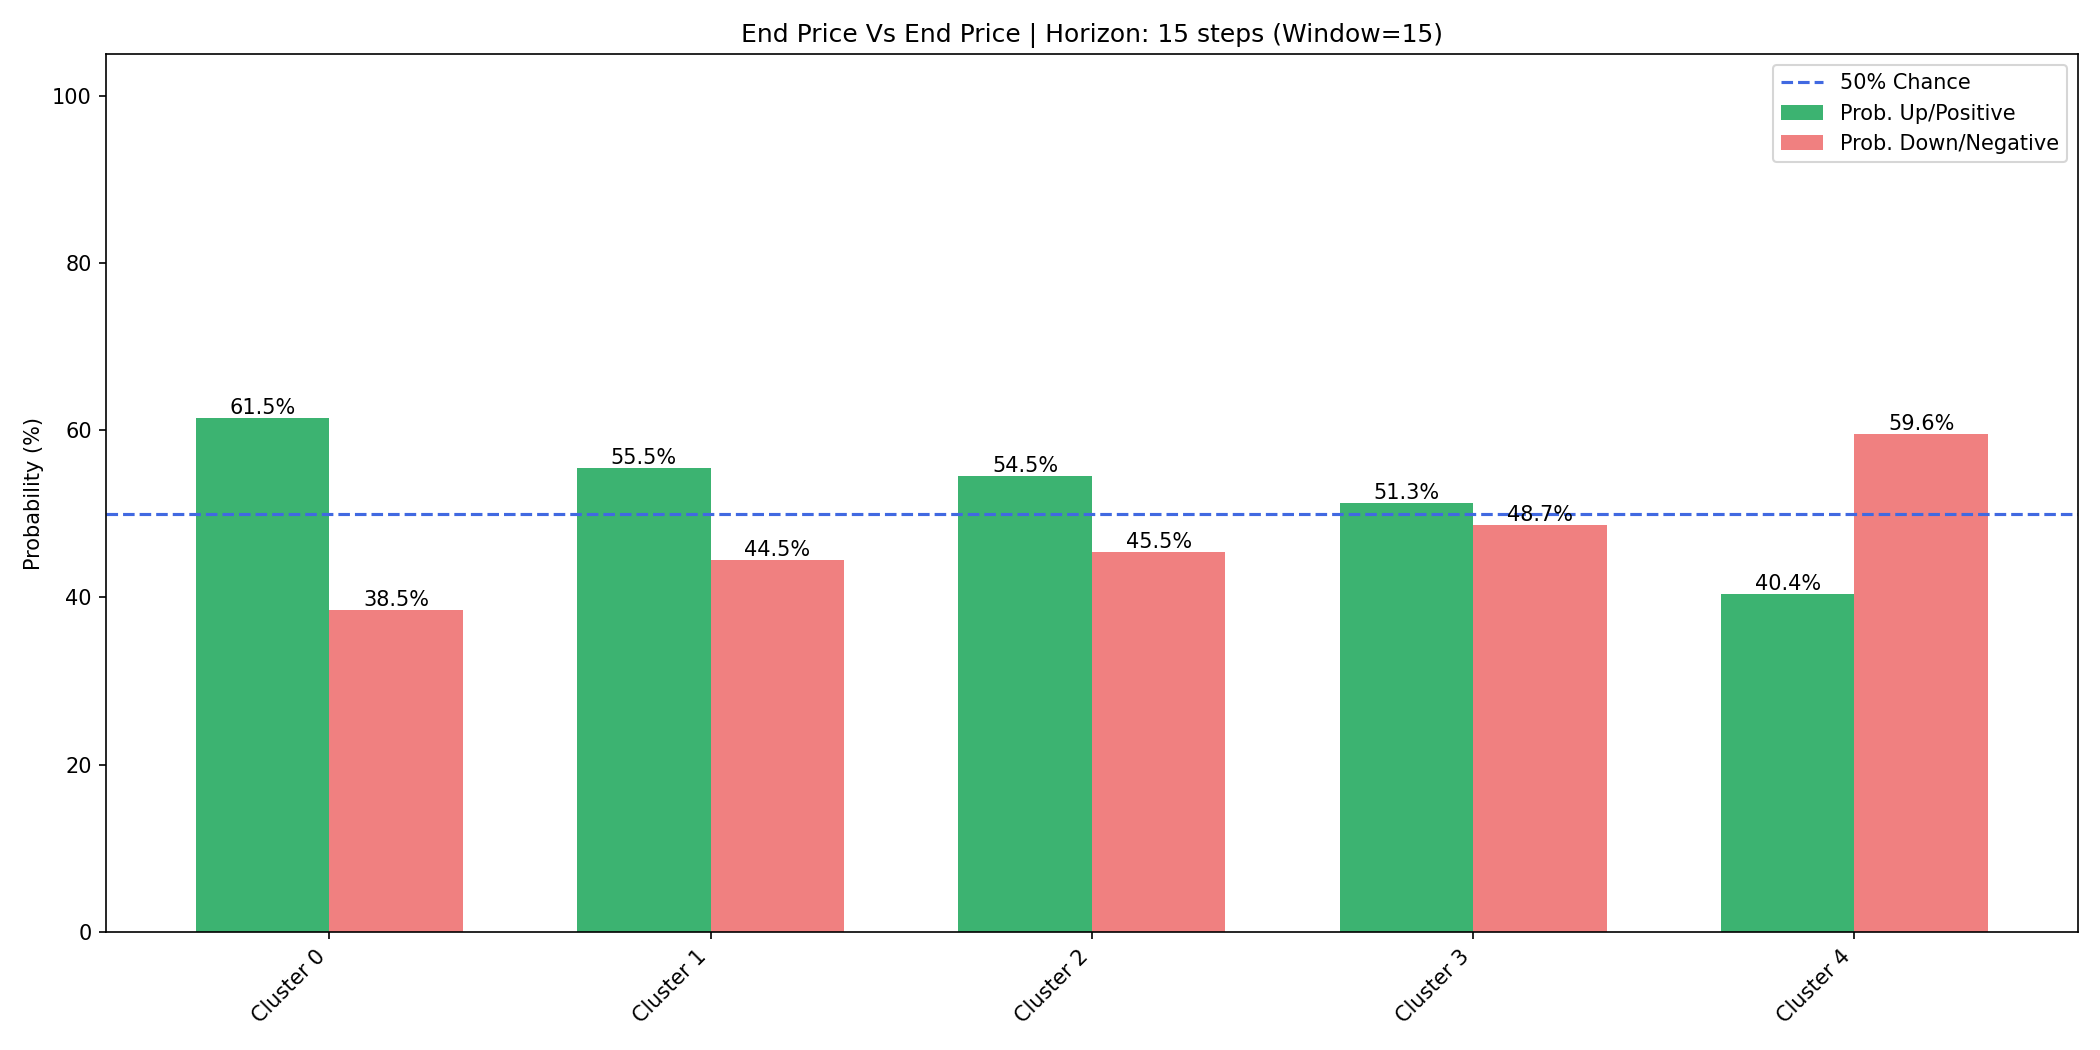 End Price Vs End Price | Horizon: 15 steps (Window=15)
50% Chance
Prob. Up/Positive
Prob. Down/Negative
Probability (%)
100
80
60
40
20
0
61.5%
38.5%
55.5%
44.5%
54.5%
45.5%
51.3%
48.7%
40.4%
59.6%
Cluster 0
Cluster 1
Cluster 2
Cluster 3
Cluster 4